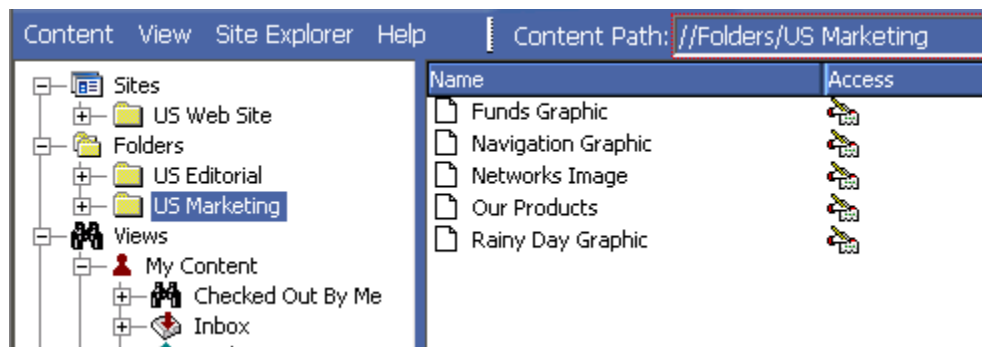 Content View Site Explorer Help Content Path: //Folders/US Marketing
Sites
US Web Site
Folders
US Editorial
US Marketing
Views
My Content
Checked Out By Me
Inbox
Name Access
Funds Graphic
Navigation Graphic
Networks Image
Our Products
Rainy Day Graphic